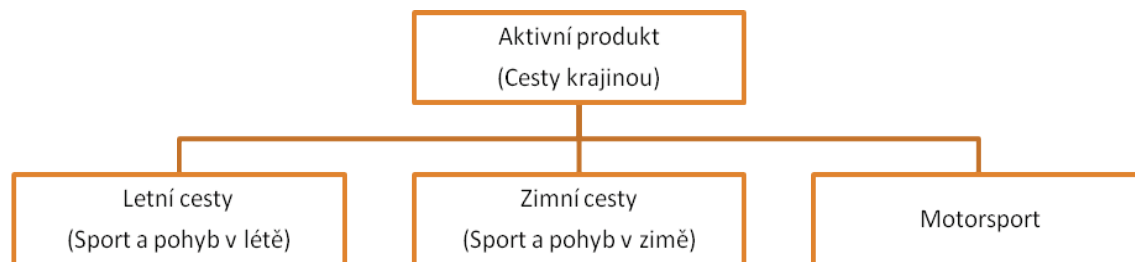 Aktivní produkt
(Cesty krajinou)
Letní cesty
(Sport a pohyb v létě)
Zimní cesty
(Sport a pohyb v zimě)
Motorsport